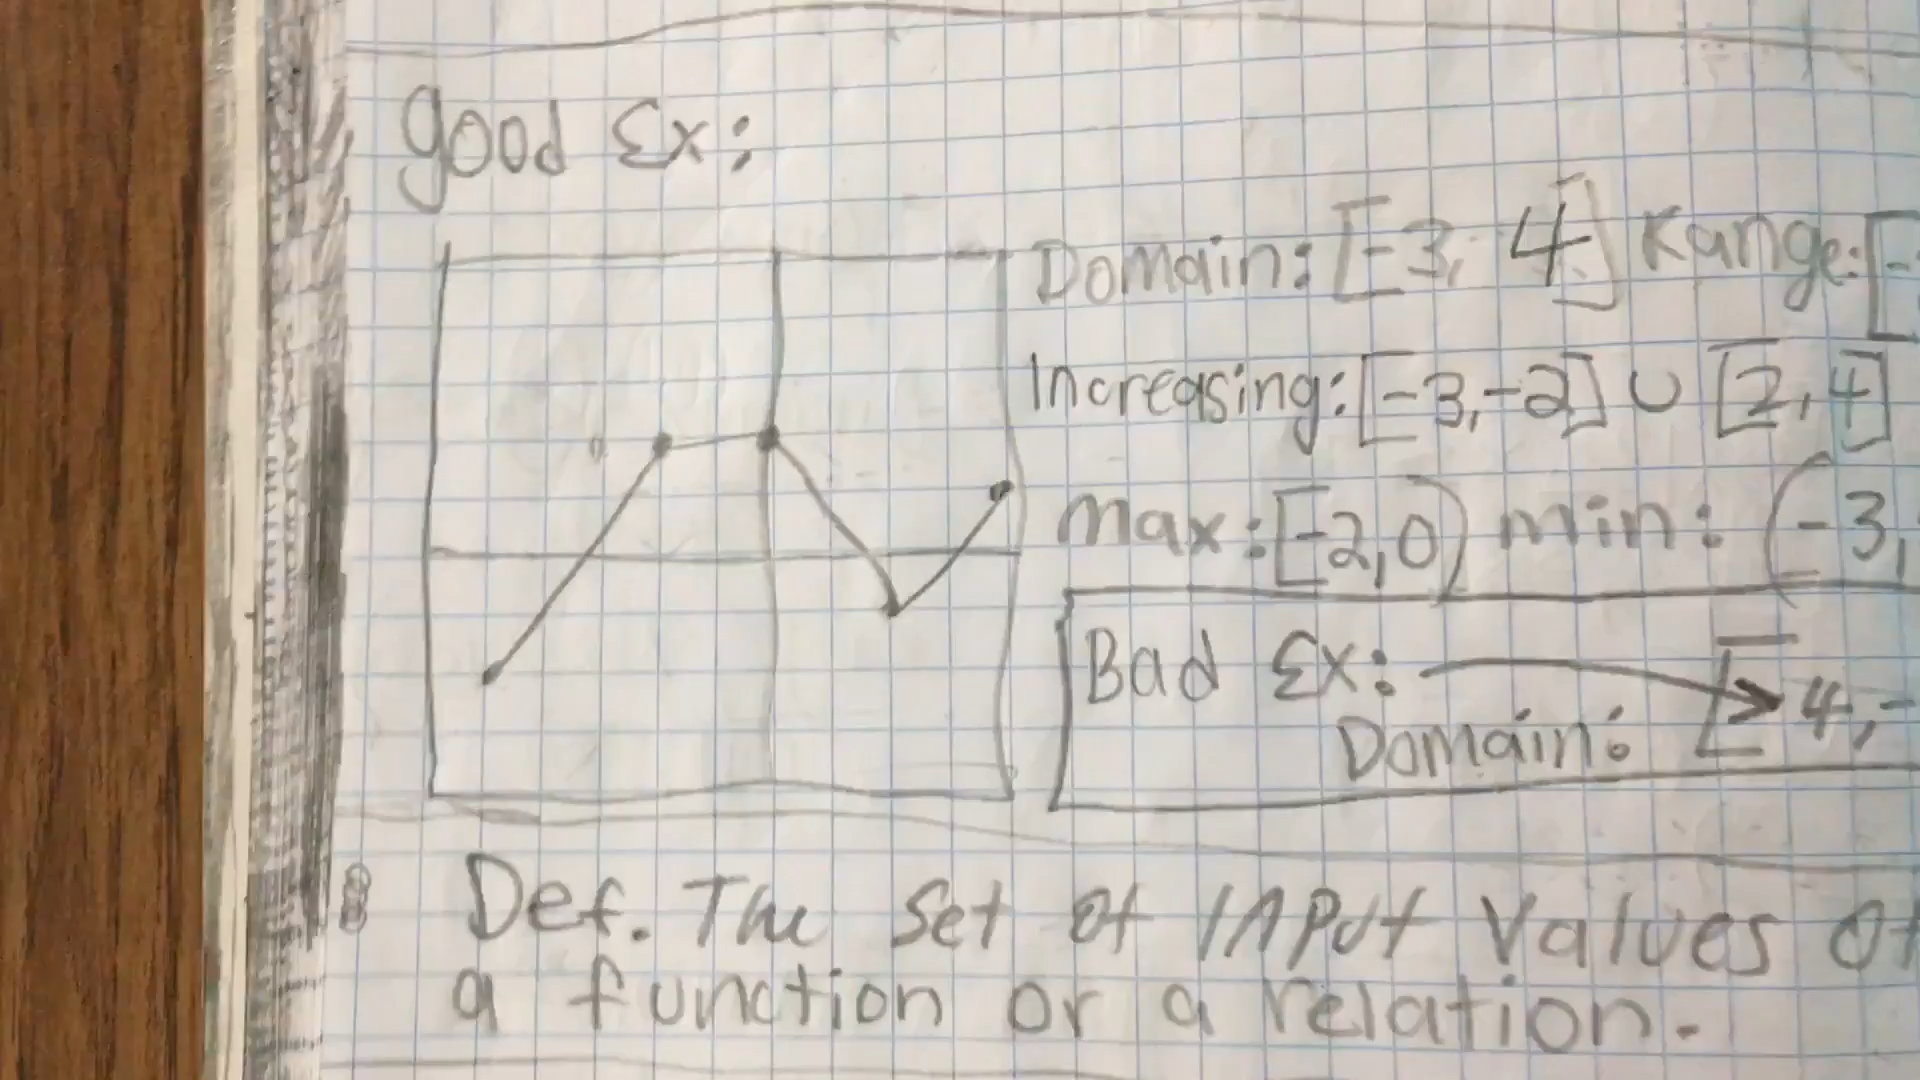 good Ex:
Domain: [-3, 4] Range: [-
Increasing: [-3,-2] ∪ [2,4]
Max: [-2,0) min: (-3,
Bad Ex:
Domain: [4,-
Def. The Set of Input Values of
a function or a relation.